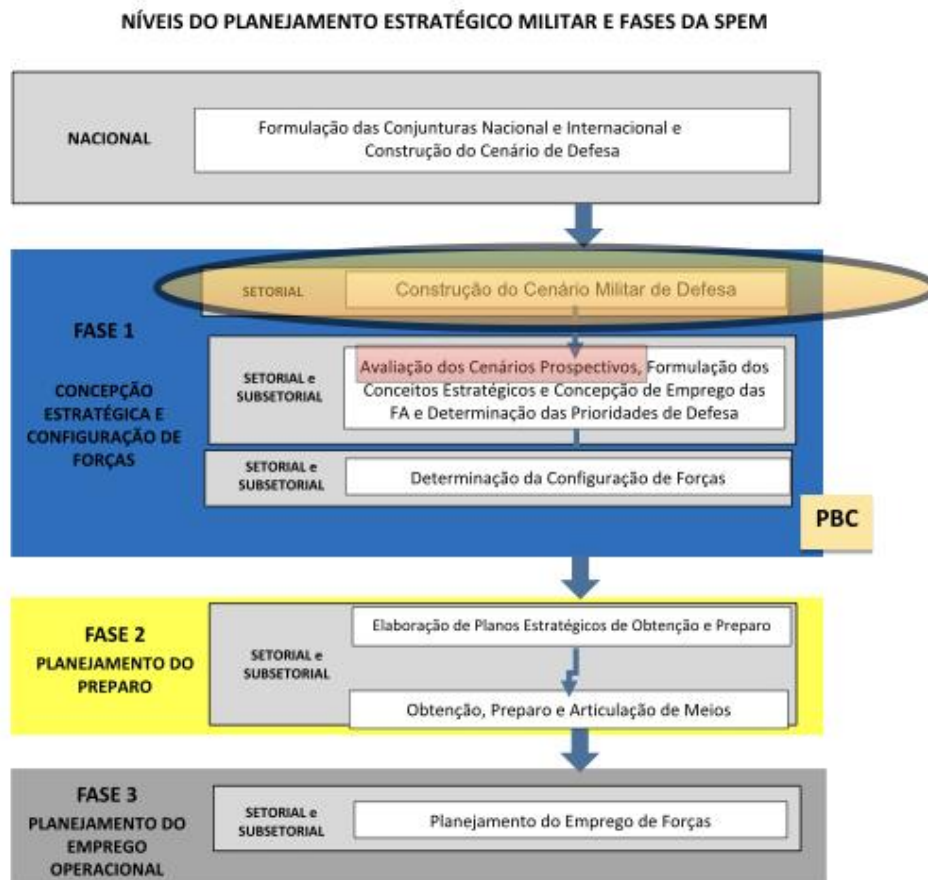 NÍVEIS DO PLANEJAMENTO ESTRATÉGICO MILITAR E FASES DA SPEM
NACIONAL
Formulação das Conjunturas Nacional e Internacional e
Construção do Cenário de Defesa
FASE 1
CONCEPÇÃO
ESTRATÉGICA E
CONFIGURAÇÃO DE
FORÇAS
SETORIAL
Construção do Cenário Militar de Defesa
SETORIAL e
SUBSETORIAL
Avaliação dos Cenários Prospectivos, Formulação dos
Conceitos Estratégicos e Concepção de Emprego das
FA e Determinação das Prioridades de Defesa
SETORIAL e
SUBSETORIAL
Determinação da Configuração de Forças
PBC
FASE 2
PLANEJAMENTO DO
PREPARO
SETORIAL e
SUBSETORIAL
Elaboração de Planos Estratégicos de Obtenção e Preparo
Obtenção, Preparo e Articulação de Meios
FASE 3
PLANEJAMENTO DO
EMPREGO
OPERACIONAL
SETORIAL e
SUBSETORIAL
Planejamento do Emprego de Forças